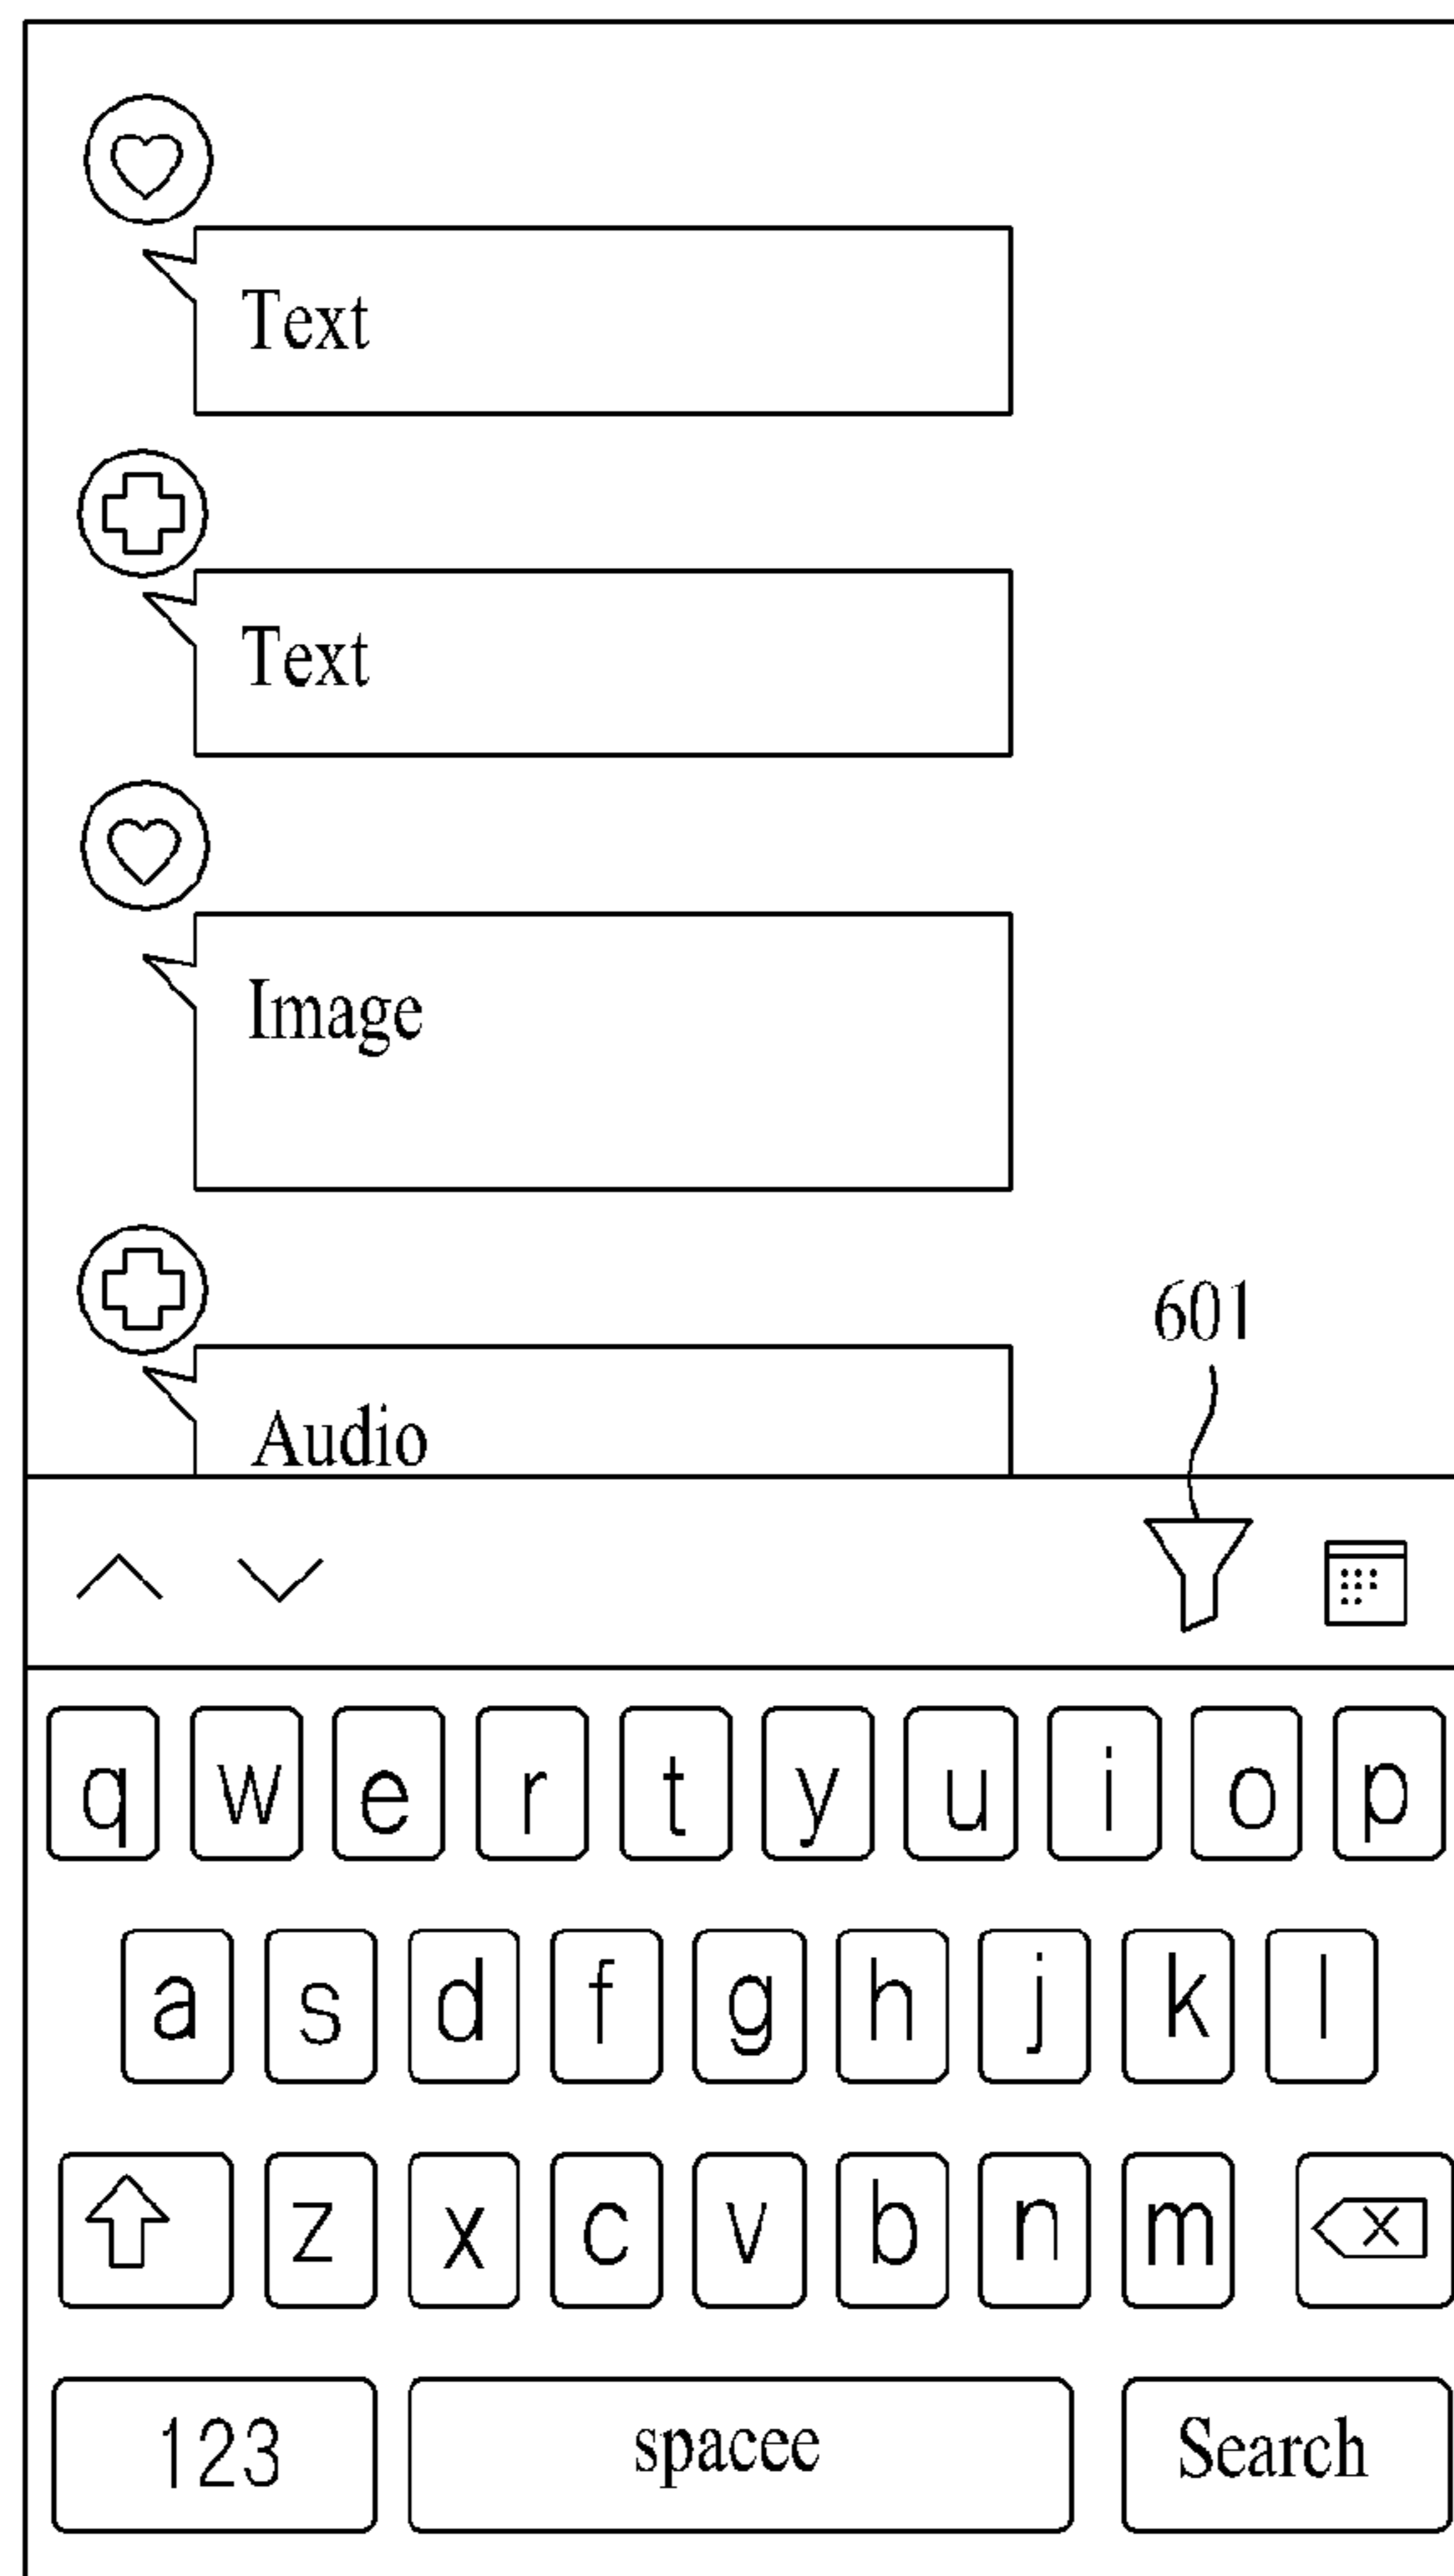 Text
Text
Image
601
Audio
q w e r t y u i o p
a s d f g h j k l
z x c v b n m
123 spacee Search